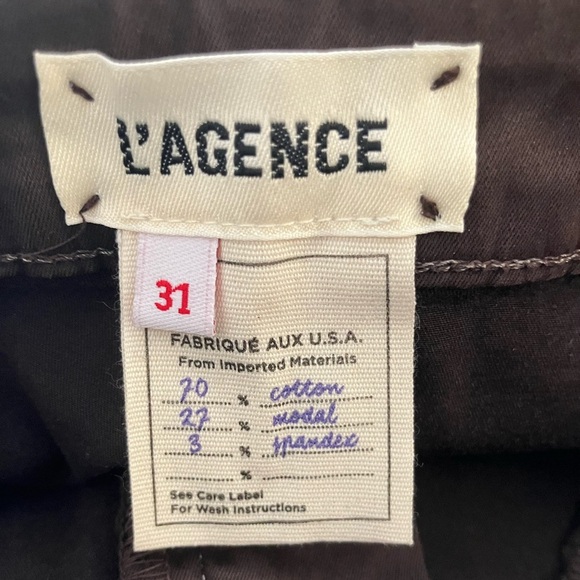 L'AGENCE
31
FABRIQUÉ AUX U.S.A.
From Imported Materials
70 % cotton
27 % modal
3 % spandex
%
See Care Label
For Wash Instructions